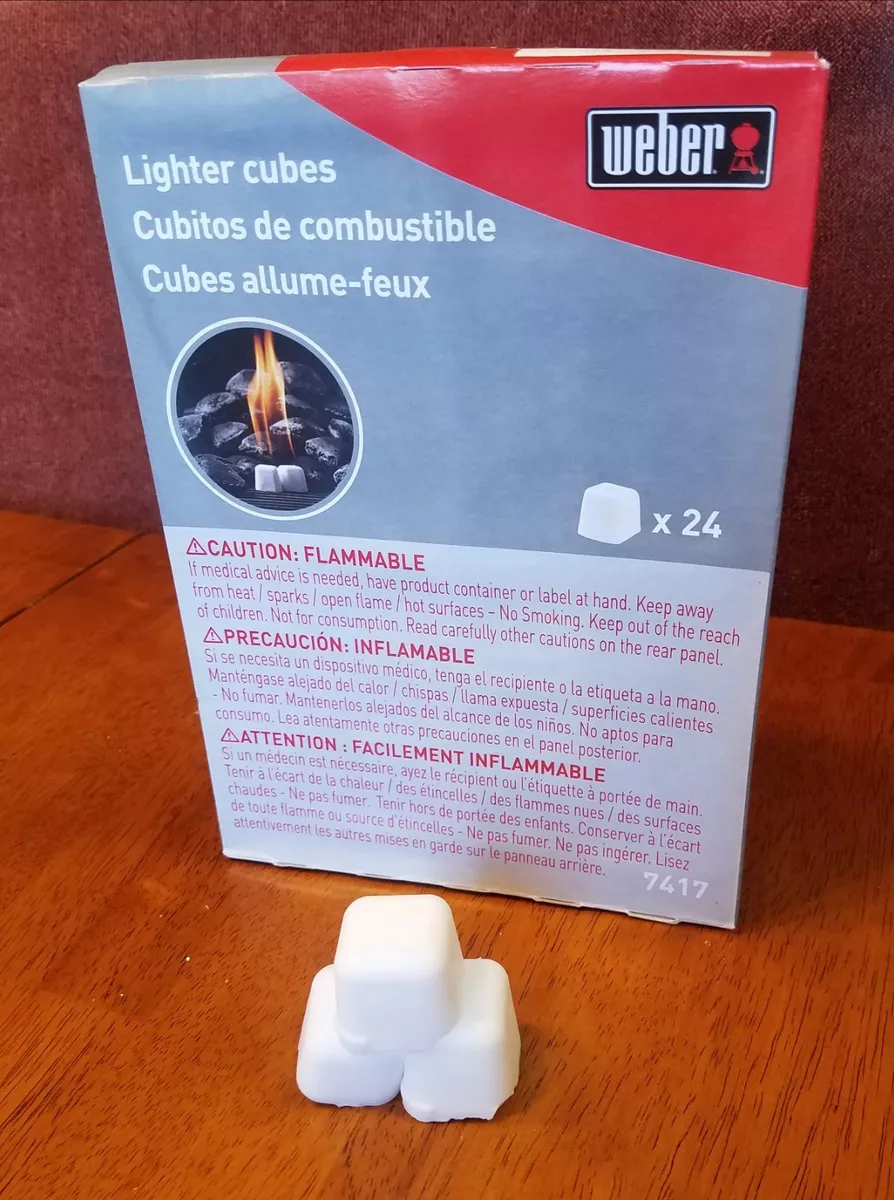 weber
Lighter cubes
Cubitos de combustible
Cubes allume-feux
x 24
⚠CAUTION: FLAMMABLE
If medical advice is needed, have product container or label at hand. Keep away
from heat / sparks / open flame / hot surfaces – No Smoking. Keep out of the reach
of children. Not for consumption. Read carefully other cautions on the rear panel.
⚠PRECAUCIÓN: INFLAMABLE
Si se necesita un dispositivo médico, tenga el recipiente o la etiqueta a la mano.
Manténgase alejado del calor / chispas / llama expuesta / superficies calientes
- No fumar. Mantenerlos alejados del alcance de los niños. No aptos para
consumo. Lea atentamente otras precauciones en el panel posterior.
⚠ATTENTION : FACILEMENT INFLAMMABLE
Si un médecin est nécessaire, ayez le récipient ou l'étiquette à portée de main.
Tenir à l'écart de la chaleur / des étincelles / des flammes nues / des surfaces
chaudes - Ne pas fumer. Tenir hors de portée des enfants. Conserver à l'écart
de toute flamme ou source d'étincelles - Ne pas fumer. Ne pas ingérer. Lisez
attentivement les autres mises en garde sur le panneau arrière.
7417